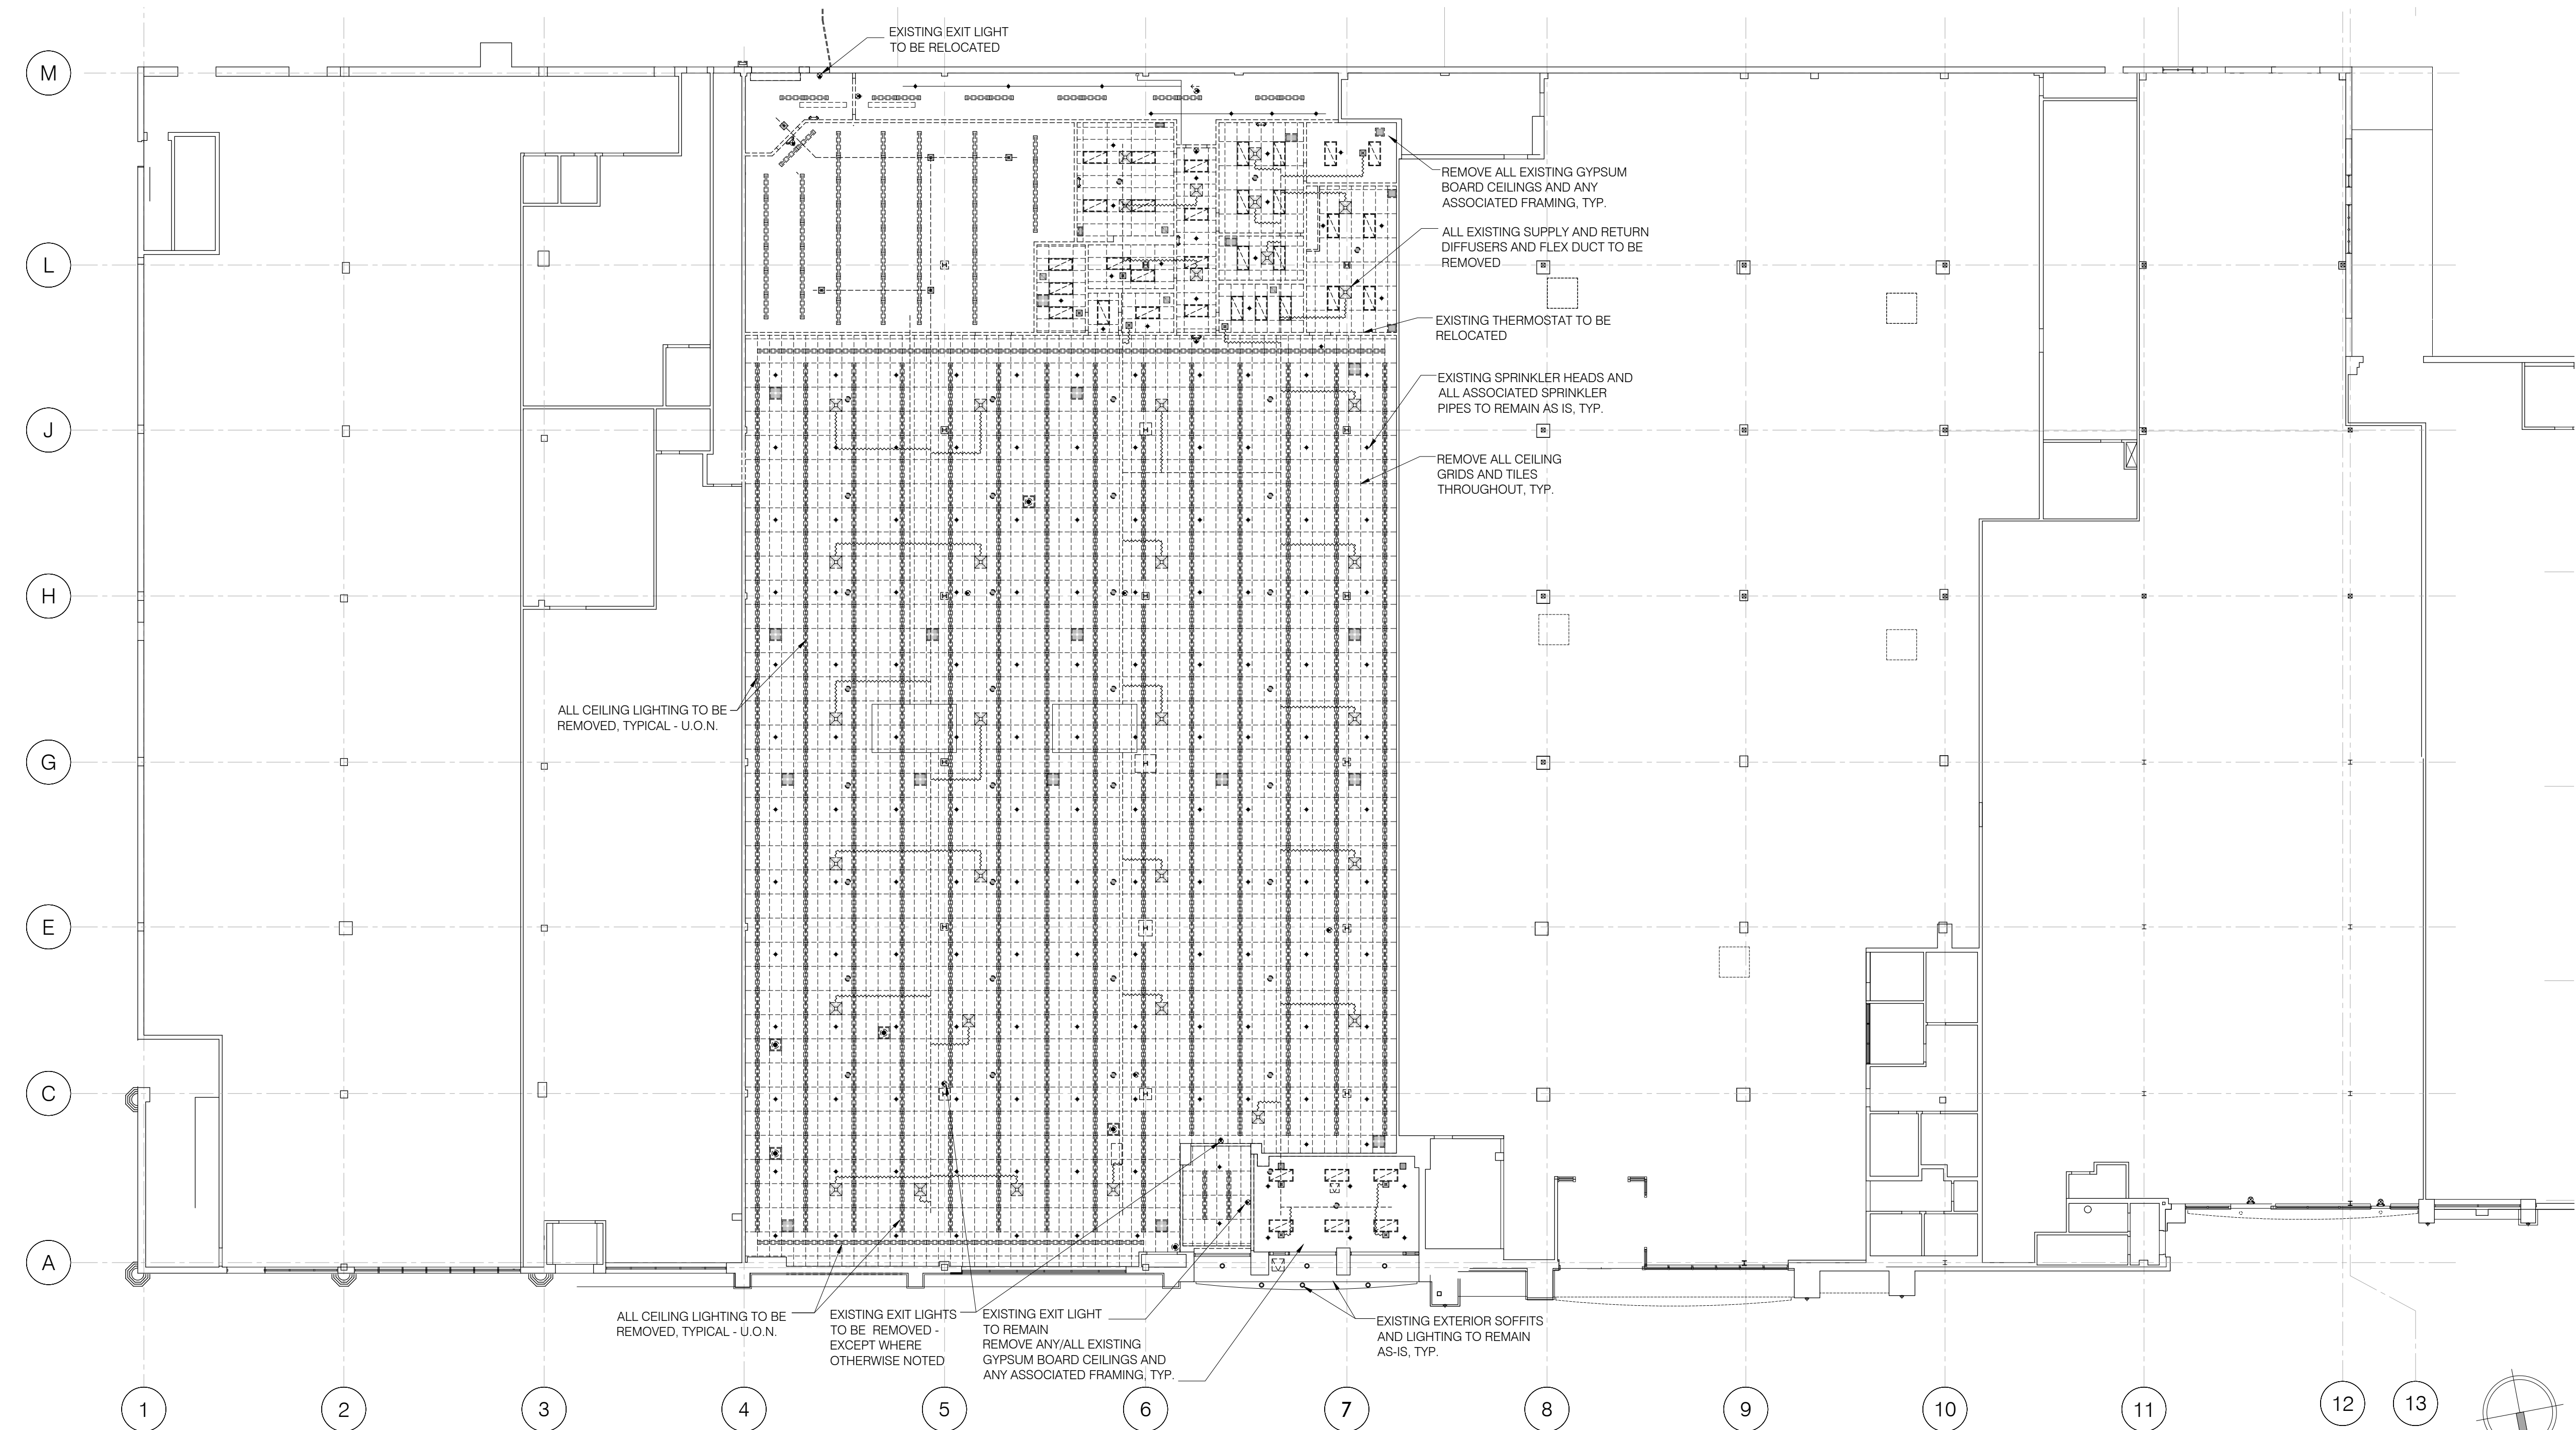 EXISTING EXIT LIGHT
TO BE RELOCATED
M
REMOVE ALL EXISTING GYPSUM
BOARD CEILINGS AND ANY
ASSOCIATED FRAMING, TYP.
ALL EXISTING SUPPLY AND RETURN
DIFFUSERS AND FLEX DUCT TO BE
REMOVED
L
EXISTING THERMOSTAT TO BE
RELOCATED
EXISTING SPRINKLER HEADS AND
ALL ASSOCIATED SPRINKLER
PIPES TO REMAIN AS IS, TYP.
J
REMOVE ALL CEILING
GRIDS AND TILES
THROUGHOUT, TYP.
H
ALL CEILING LIGHTING TO BE
REMOVED, TYPICAL - U.O.N.
G
E
C
A
ALL CEILING LIGHTING TO BE
REMOVED, TYPICAL - U.O.N.
EXISTING EXIT LIGHTS
TO BE REMOVED -
EXCEPT WHERE
OTHERWISE NOTED
EXISTING EXIT LIGHT
TO REMAIN
REMOVE ANY/ALL EXISTING
GYPSUM BOARD CEILINGS AND
ANY ASSOCIATED FRAMING, TYP.
EXISTING EXTERIOR SOFFITS
AND LIGHTING TO REMAIN
AS-IS, TYP.
1
2
3
4
5
6
7
8
9
10
11
12
13